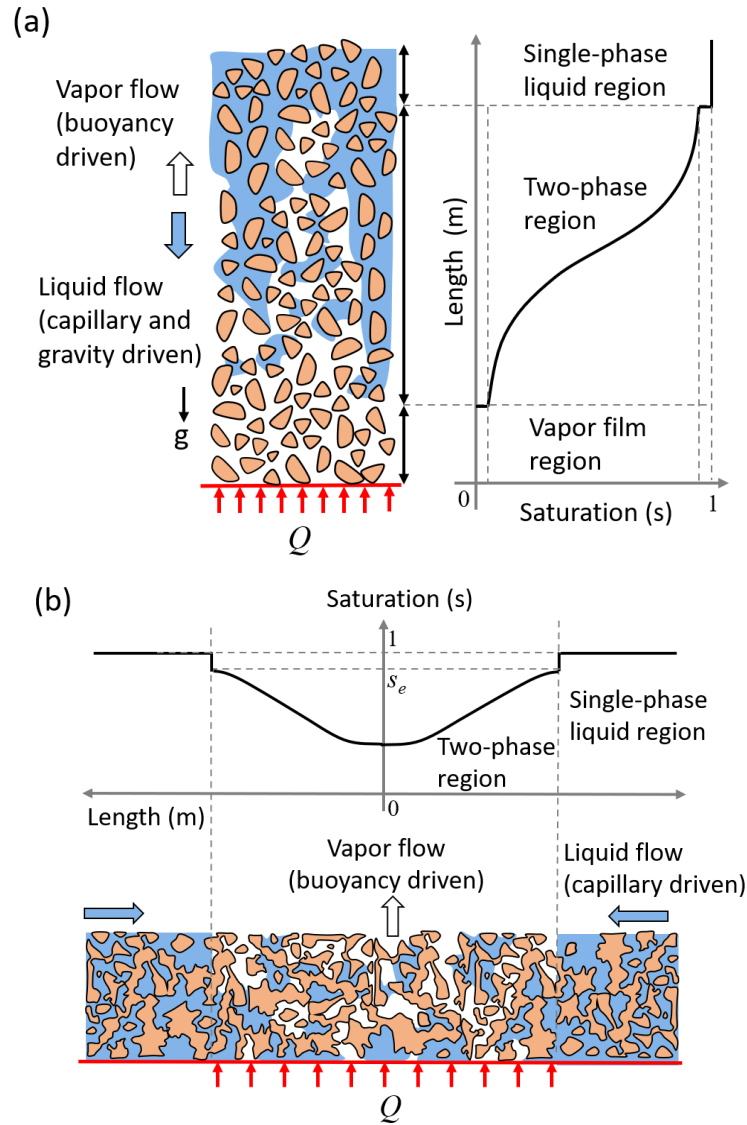 (a)
Vapor flow
(buoyancy
driven)
Liquid flow
(capillary and
gravity driven)
g
Q
Length (m)
Single-phase
liquid region
Two-phase
region
Vapor film
region
0
1
Saturation (s)
(b)
Saturation (s)
1
se
Single-phase
liquid region
Two-phase
region
0
Length (m)
Vapor flow
(buoyancy driven)
Liquid flow
(capillary driven)
Q